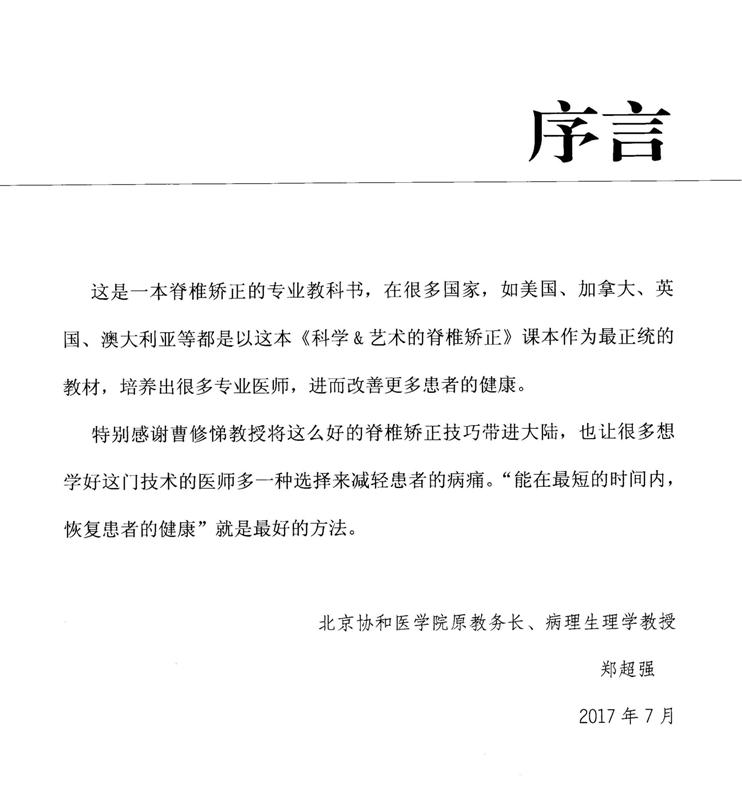 序言
这是一本脊椎矫正的专业教科书，在很多国家，如美国、加拿大、英
国、澳大利亚等都是以这本《科学&艺术的脊椎矫正》课本作为最正统的
教材，培养出很多专业医师，进而改善更多患者的健康。
特别感谢曹修悌教授将这么好的脊椎矫正技巧带进大陆，也让很多想
学好这门技术的医师多一种选择来减轻患者的病痛。“能在最短的时间内，
恢复患者的健康”就是最好的方法。
北京协和医学院原教务长、病理生理学教授
郑超强
2017 年 7 月